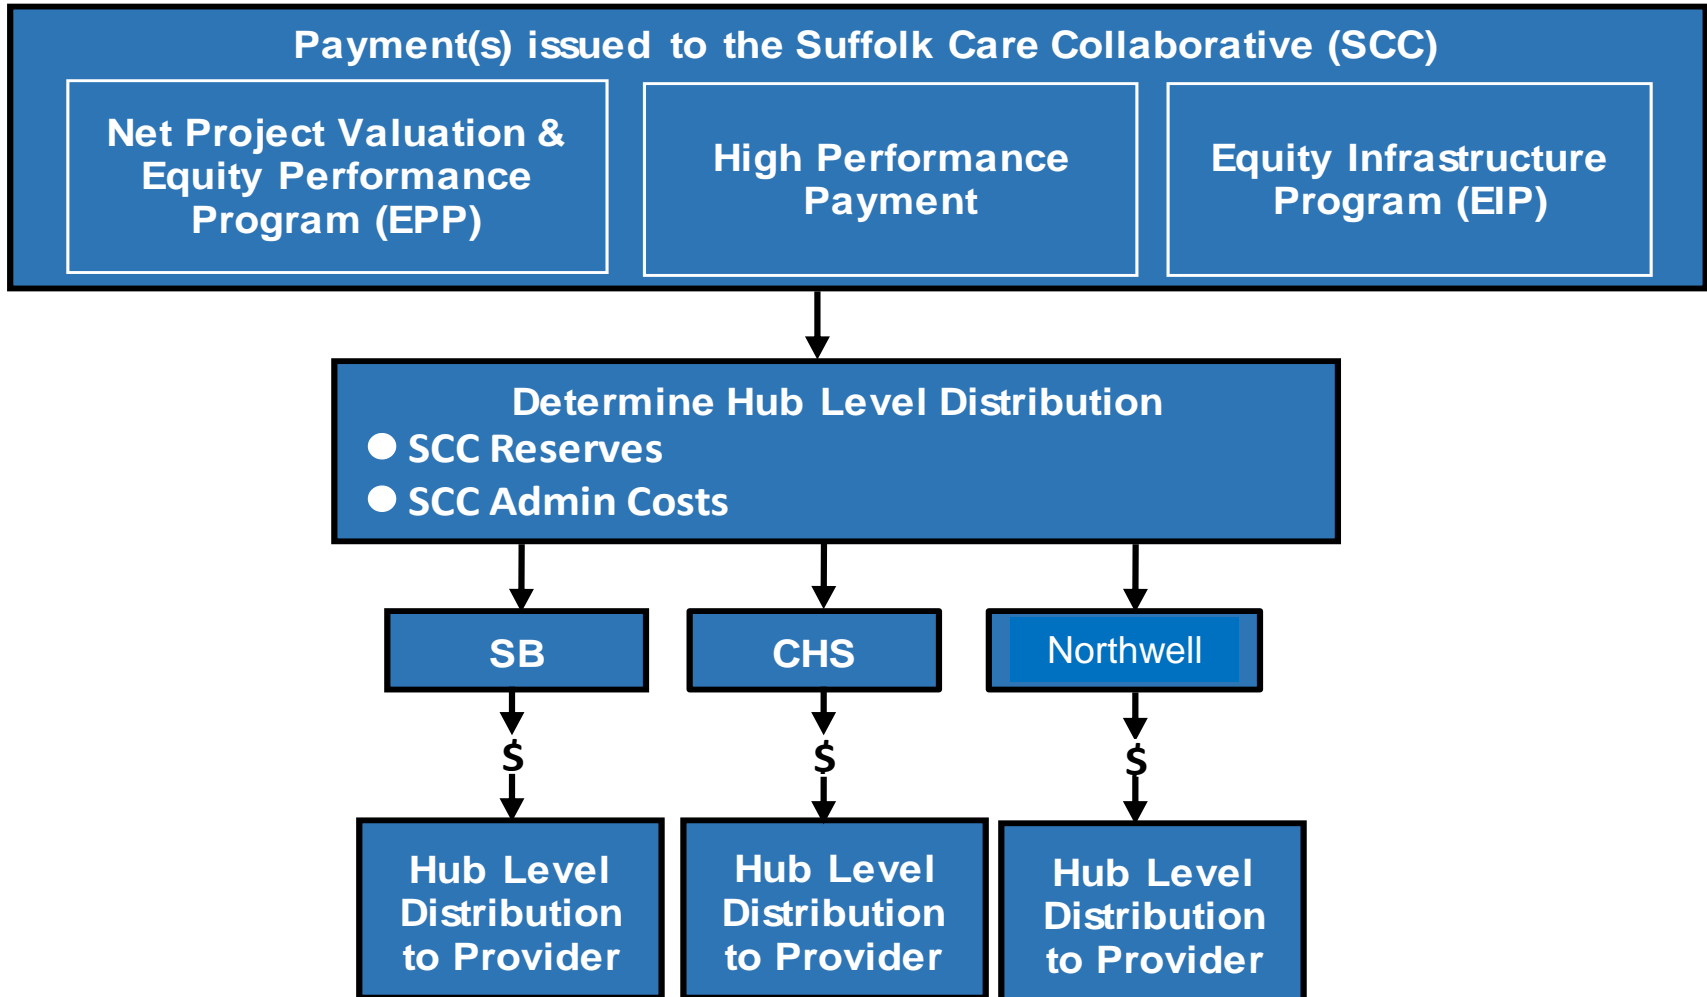 Payment(s) issued to the Suffolk Care Collaborative (SCC)
Net Project Valuation &
Equity Performance
Program (EPP)
High Performance
Payment
Equity Infrastructure
Program (EIP)
Determine Hub Level Distribution
● SCC Reserves
● SCC Admin Costs
SB
CHS
Northwell
$
$
$
Hub Level
Distribution
to Provider
Hub Level
Distribution
to Provider
Hub Level
Distribution
to Provider